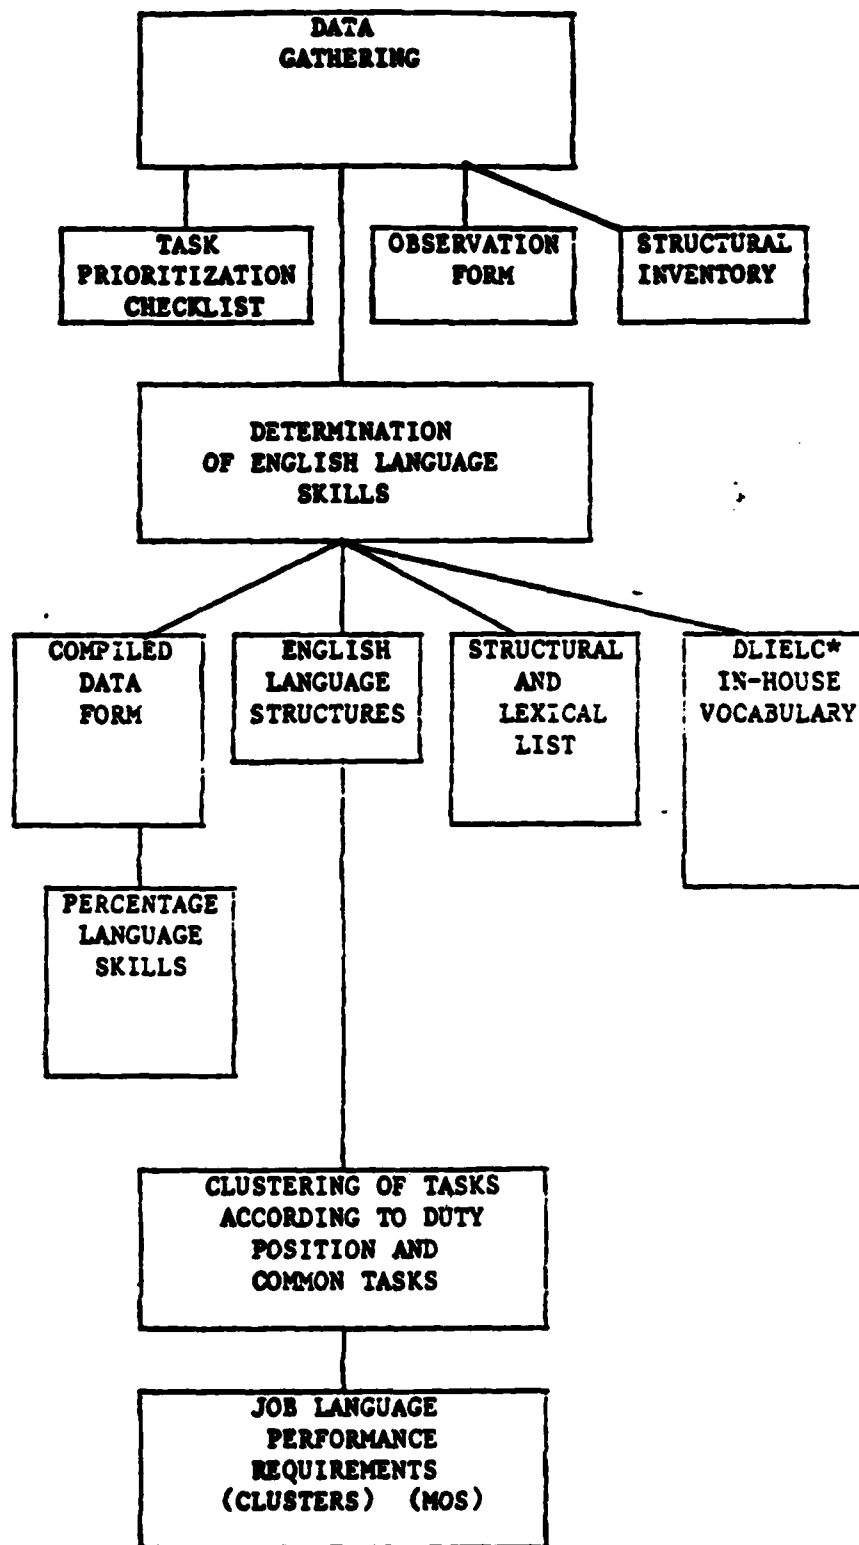 DATA
GATHERING
TASK
PRIORITIZATION
CHECKLIST
OBSERVATION
FORM
STRUCTURAL
INVENTORY
DETERMINATION
OF ENGLISH LANGUAGE
SKILLS
COMPILED
DATA
FORM
ENGLISH
LANGUAGE
STRUCTURES
STRUCTURAL
AND
LEXICAL
LIST
DLIELC*
IN-HOUSE
VOCABULARY
PERCENTAGE
LANGUAGE
SKILLS
CLUSTERING OF TASKS
ACCORDING TO DUTY
POSITION AND
COMMON TASKS
JOB LANGUAGE
PERFORMANCE
REQUIREMENTS
(CLUSTERS) (MOS)